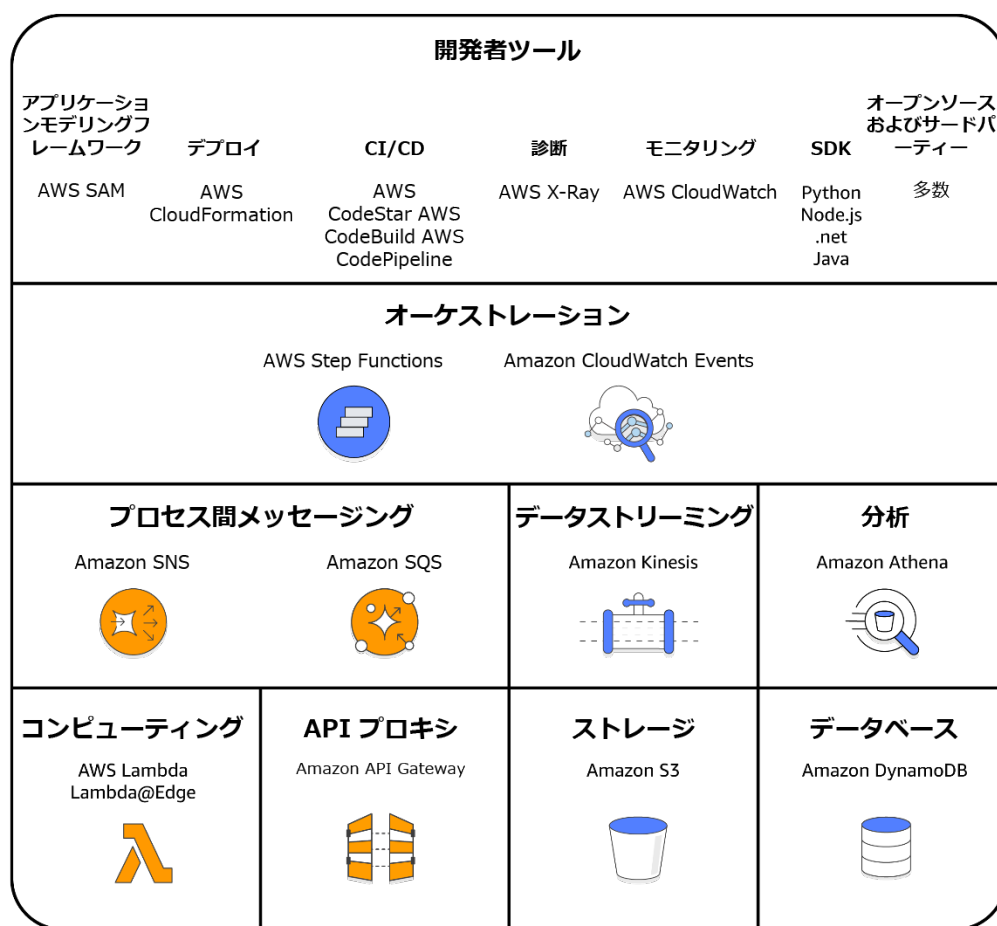 開発者ツール
アプリケーショ
ンモデリングフ
レームワーク
デプロイ
CI/CD
診断
モニタリング
SDK
オープンソース
およびサードパ
ーティー
AWS SAM
AWS
CloudFormation
AWS
CodeStar AWS
CodeBuild AWS
CodePipeline
AWS X-Ray
AWS CloudWatch
Python
Node.js
.net
Java
多数
オーケストレーション
AWS Step Functions
Amazon CloudWatch Events
プロセス間メッセージング
Amazon SNS
Amazon SQS
データストリーミング
Amazon Kinesis
分析
Amazon Athena
コンピューティング
AWS Lambda
Lambda@Edge
API プロキシ
Amazon API Gateway
ストレージ
Amazon S3
データベース
Amazon DynamoDB